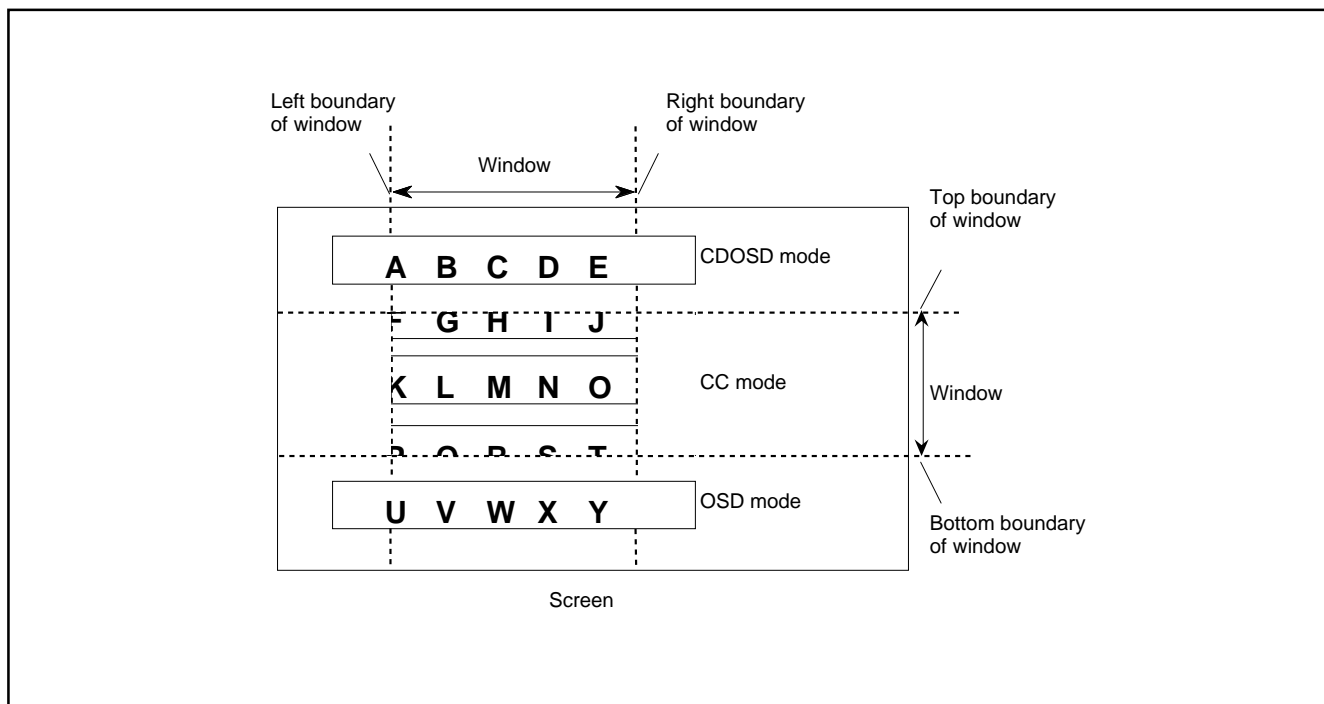 Left boundary
of window
Right boundary
of window
Window
Top boundary
of window
A B C D E
CDOSD mode
G H I J
K L M N O
CC mode
Window
S T
U V W X Y
OSD mode
Bottom boundary
of window
Screen